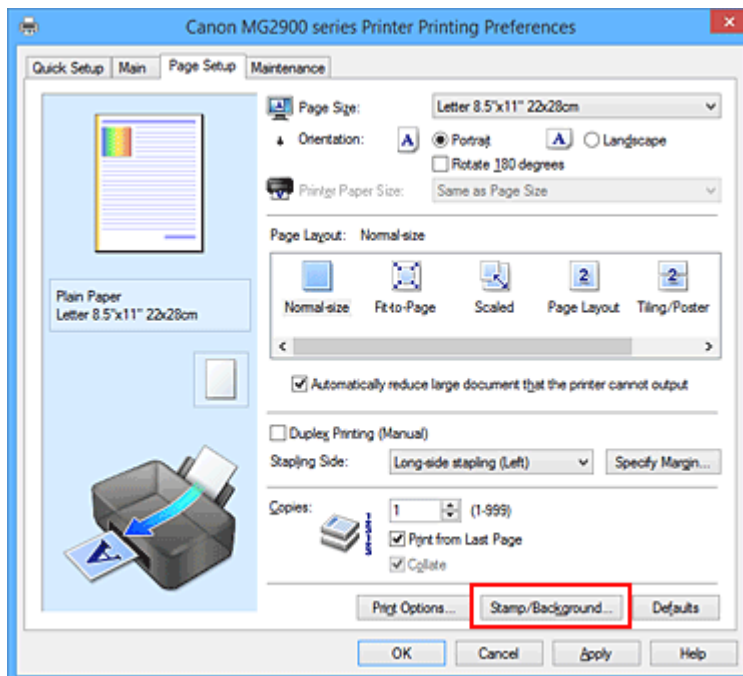 Canon MG2900 series Printer Printing Preferences
Quick Setup Main Page Setup Maintenance
Page Size: Letter 8.5"x11" 22x28cm
Orientation: A Portrait A Landscape
Rotate 180 degrees
Printer Paper Size: Same as Page Size
Page Layout: Normal-size
2 2
Normal-size Fit-to-Page Scaled Page Layout Tiling/Poster
Plain Paper
Letter 8.5"x11" 22x28cm
Automatically reduce large document that the printer cannot output
Duplex Printing (Manual)
Stapling Side: Long-side stapling (Left) Specify Margin...
Copies: 1 (1-999)
Print from Last Page
Collate
A
Print Options... Stamp/Background... Defaults
OK Cancel Apply Help